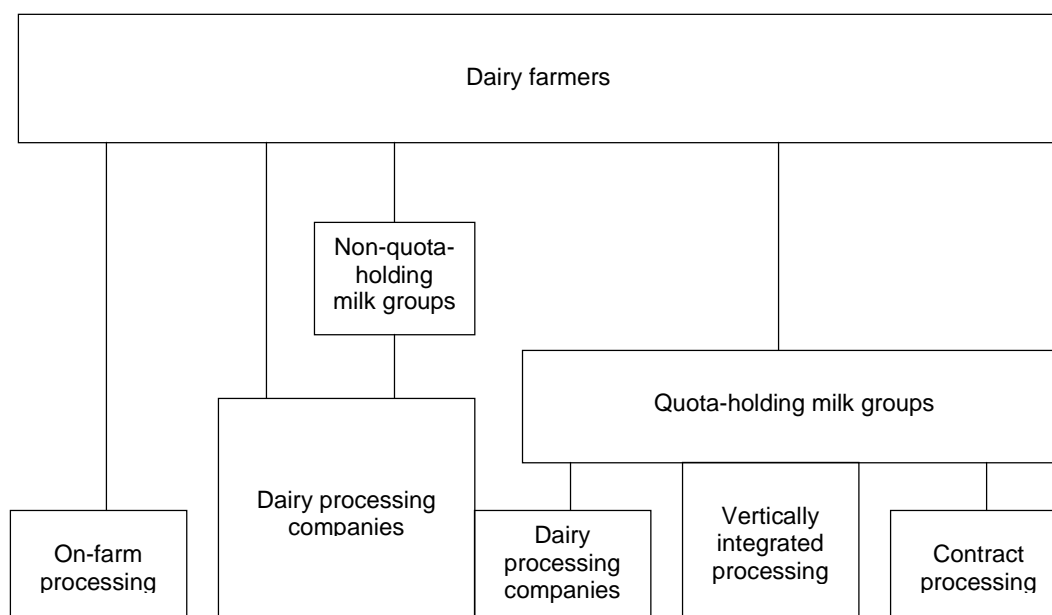 Dairy farmers
Non-quota-
holding
milk groups
Quota-holding milk groups
Dairy processing
companies
On-farm
processing
Dairy
processing
companies
Vertically
integrated
processing
Contract
processing